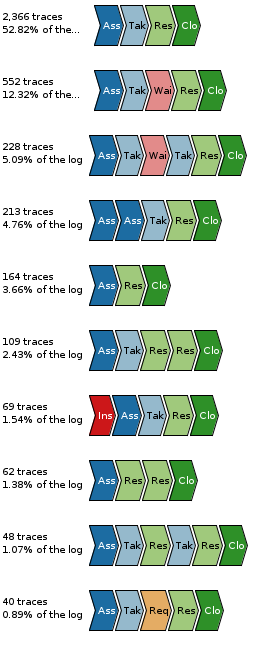 2,366 traces
52.82% of the...
Ass Tak Res Clo
552 traces
12.32% of the...
Ass Tak Wai Res Clo
228 traces
5.09% of the log
Ass Tak Wai Tak Res Clo
213 traces
4.76% of the log
Ass Ass Tak Res Clo
164 traces
3.66% of the log
Ass Res Clo
109 traces
2.43% of the log
Ass Tak Res Res Clo
69 traces
1.54% of the log
Ins Ass Tak Res Clo
62 traces
1.38% of the log
Ass Res Res Clo
48 traces
1.07% of the log
Ass Tak Res Tak Res Clo
40 traces
0.89% of the log
Ass Tak Req Res Clo